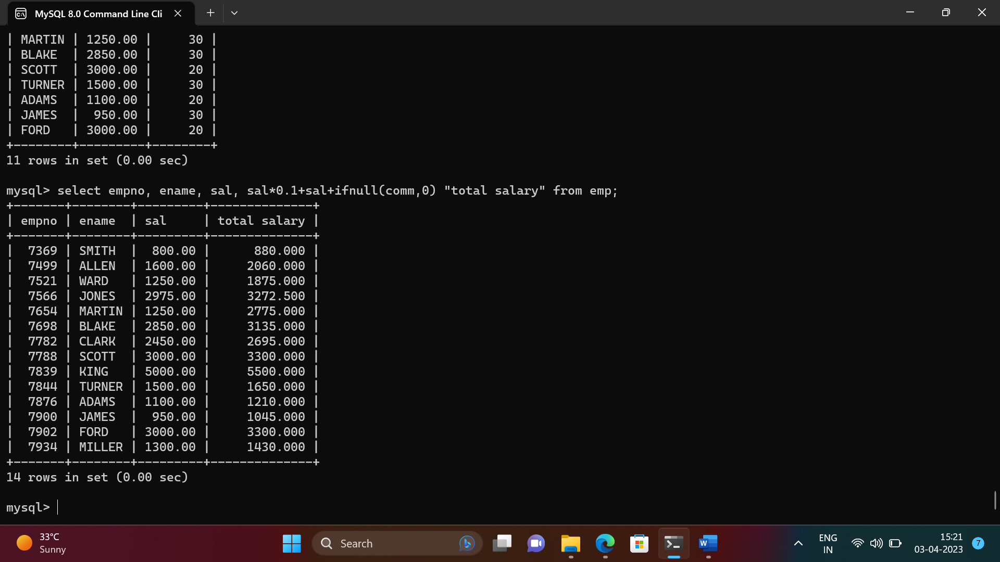 MySQL 8.0 Command Line Cli
| MARTIN | 1250.00 |     30 |
| BLAKE  | 2850.00 |     30 |
| SCOTT  | 3000.00 |     20 |
| TURNER | 1500.00 |     30 |
| ADAMS  | 1100.00 |     20 |
| JAMES  |  950.00 |     30 |
| FORD   | 3000.00 |     20 |
+--------+---------+--------+
11 rows in set (0.00 sec)
mysql> select empno, ename, sal, sal*0.1+sal+ifnull(comm,0) "total salary" from emp;
+-------+--------+---------+--------------+
| empno | ename  | sal     | total salary |
+-------+--------+---------+--------------+
|  7369 | SMITH  |  800.00 |      880.000 |
|  7499 | ALLEN  | 1600.00 |     2060.000 |
|  7521 | WARD   | 1250.00 |     1875.000 |
|  7566 | JONES  | 2975.00 |     3272.500 |
|  7654 | MARTIN | 1250.00 |     2775.000 |
|  7698 | BLAKE  | 2850.00 |     3135.000 |
|  7782 | CLARK  | 2450.00 |     2695.000 |
|  7788 | SCOTT  | 3000.00 |     3300.000 |
|  7839 | KING   | 5000.00 |     5500.000 |
|  7844 | TURNER | 1500.00 |     1650.000 |
|  7876 | ADAMS  | 1100.00 |     1210.000 |
|  7900 | JAMES  |  950.00 |     1045.000 |
|  7902 | FORD   | 3000.00 |     3300.000 |
|  7934 | MILLER | 1300.00 |     1430.000 |
+-------+--------+---------+--------------+
14 rows in set (0.00 sec)
mysql>
33°C
Sunny
Search
ENG
IN
15:21
03-04-2023
7